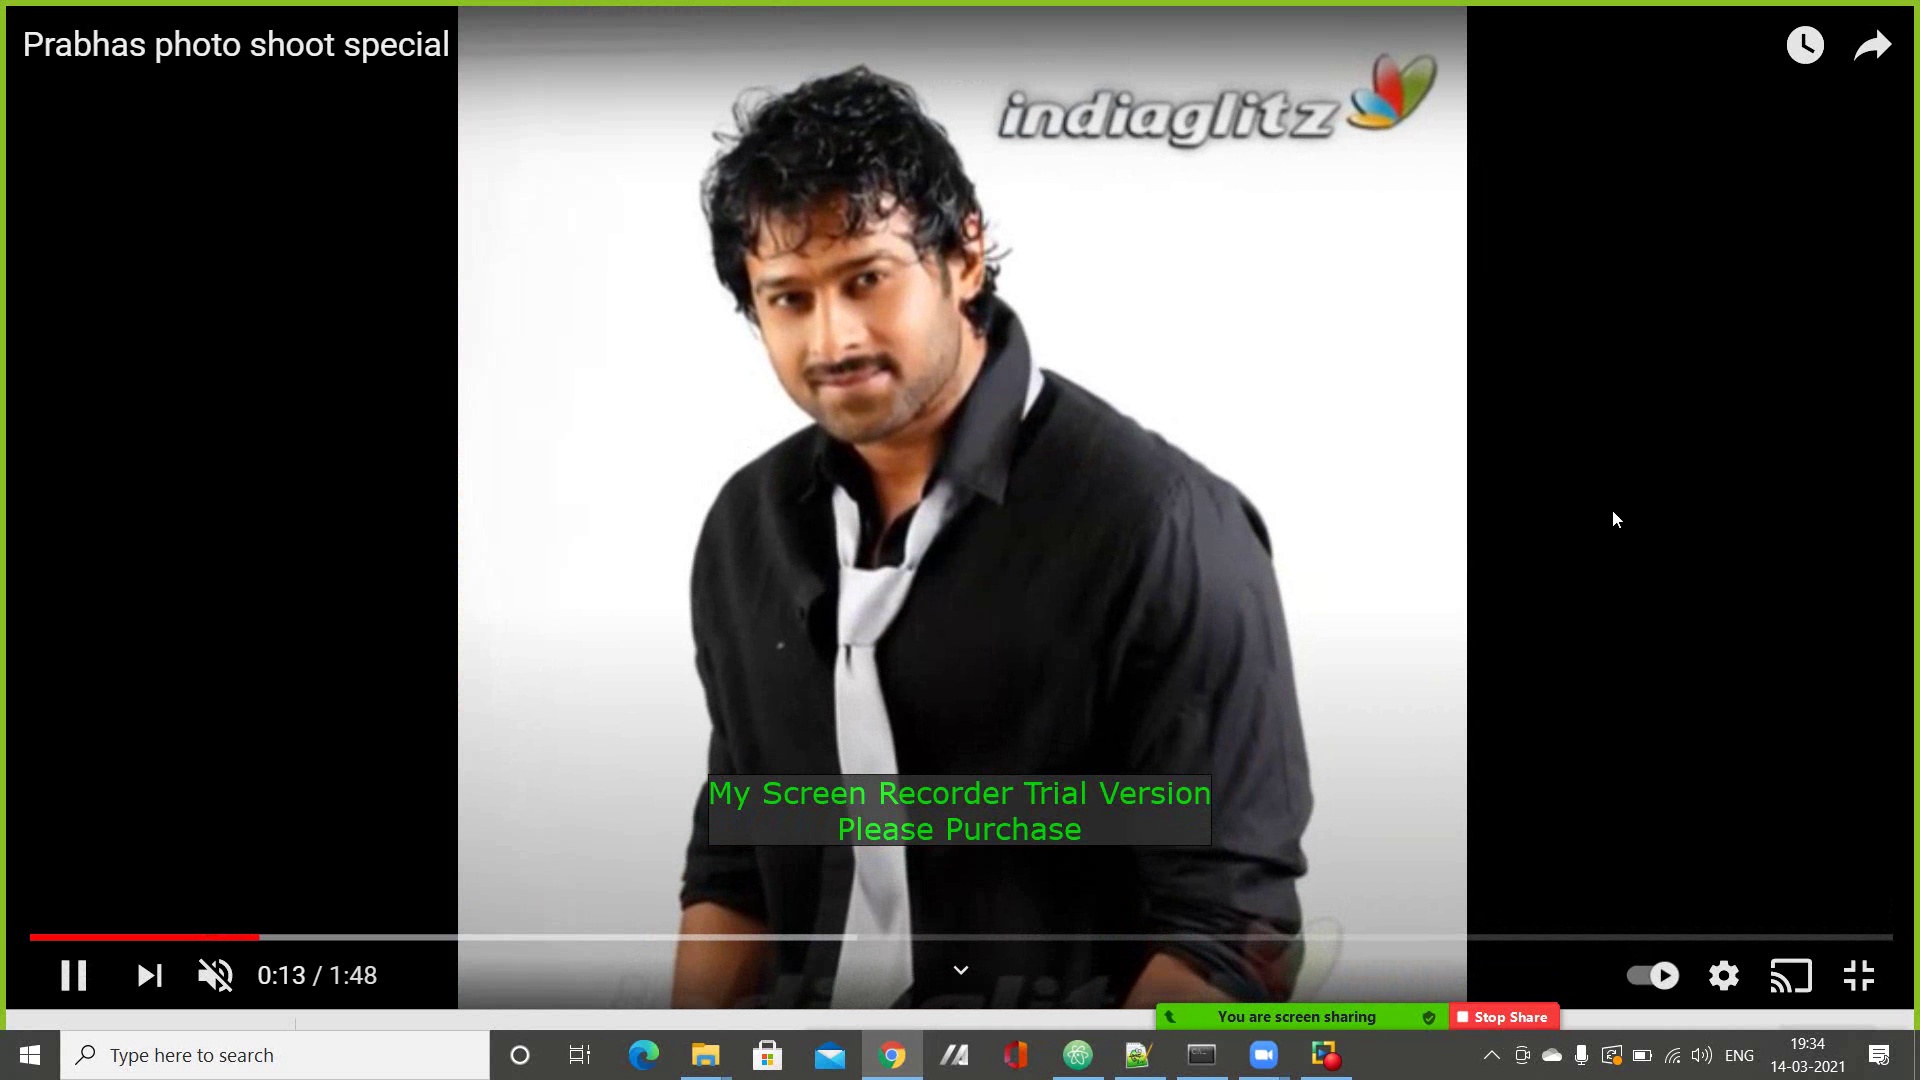 Prabhas photo shoot special
indiaglitz
My Screen Recorder Trial Version
Please Purchase
0:13 / 1:48
You are screen sharing
Stop Share
Type here to search
ENG
19:34
14-03-2021